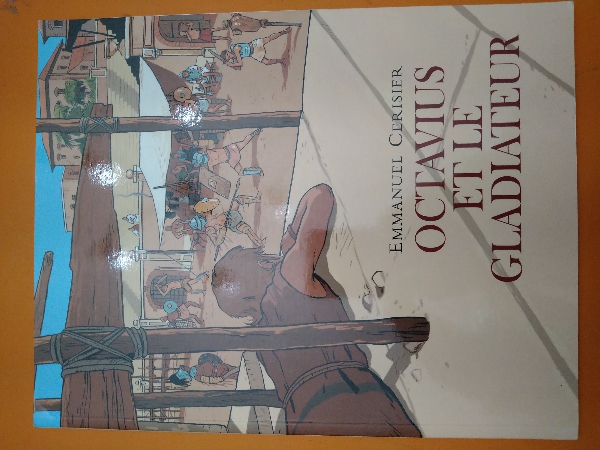 EMMANUEL CERISIER
OCTAVIUS
ET LE
GLADIATEUR